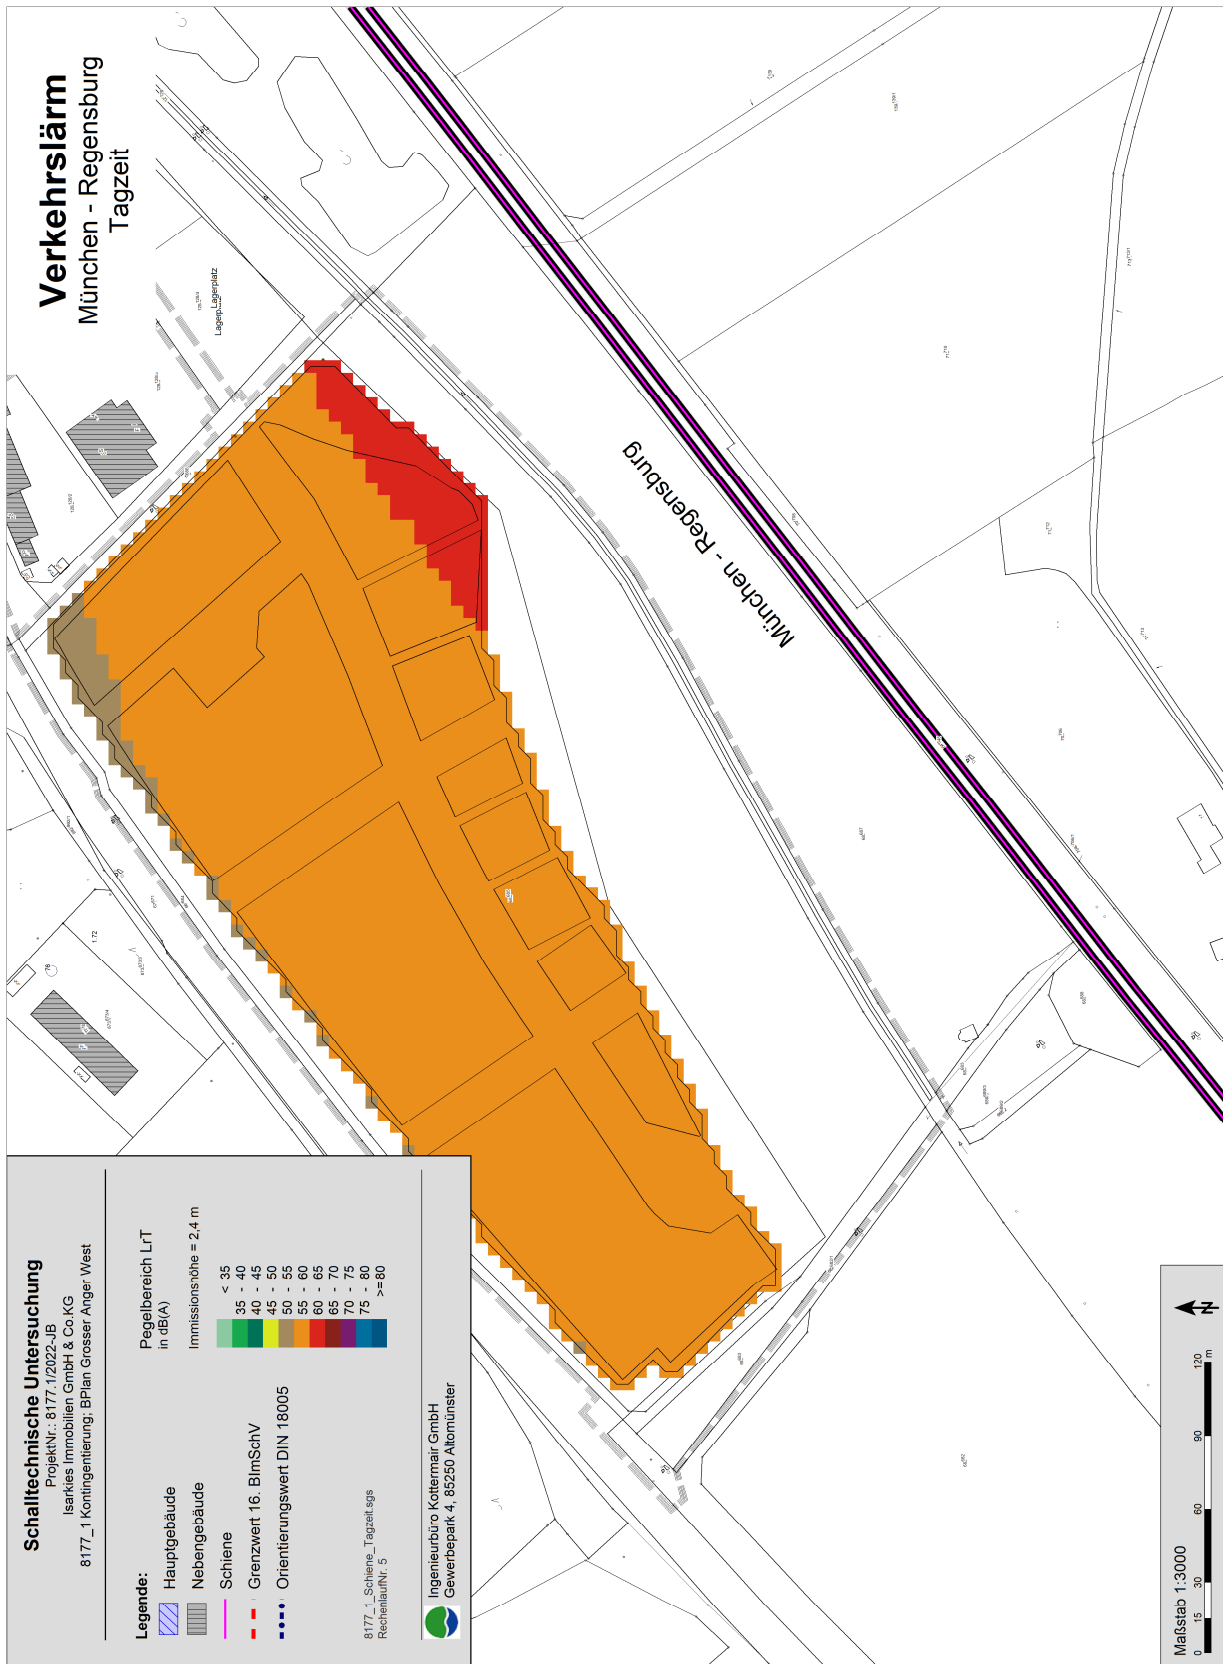 Verkehrslärm
München - Regensburg
Tagzeit
Lagerplatz
München - Regensburg
1:72
78
Schalltechnische Untersuchung
ProjektNr.: 8177.1/2022-JB
Isarkies Immobilien GmbH & Co.KG
8177_1 Kontingentierung; BPlan Grosser Anger West
Legende:
Hauptgebäude
Nebengebäude
Schiene
Grenzwert 16. BImSchV
Orientierungswert DIN 18005
Pegelbereich LrT
in dB(A)
Immissionshöhe = 2,4 m
< 35
35 - 40
40 - 45
45 - 50
50 - 55
55 - 60
60 - 65
65 - 70
70 - 75
75 - 80
>=80
8177_1_Schiene_Tagzeit.sgs
RechenlaufNr. 5
Ingenieurbüro Kottermair GmbH
Gewerbepark 4, 85250 Altomünster
Maßstab 1:3000
N
0 15 30 60 90 120
m